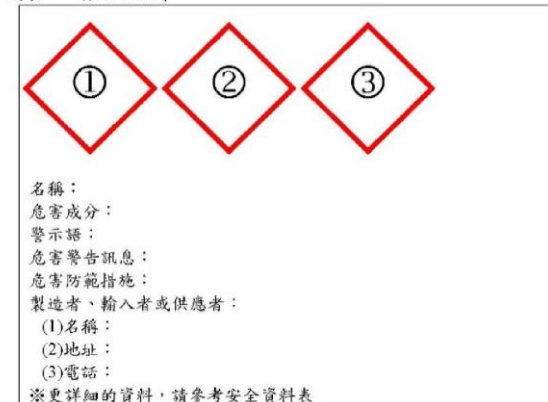 ① ② ③
名稱：
危害成分：
警示語：
危害警告訊息：
危害防範措施：
製造者、輸入者或供應者：
(1)名稱：
(2)地址：
(3)電話：
※更詳細的資料，請參考安全資料表